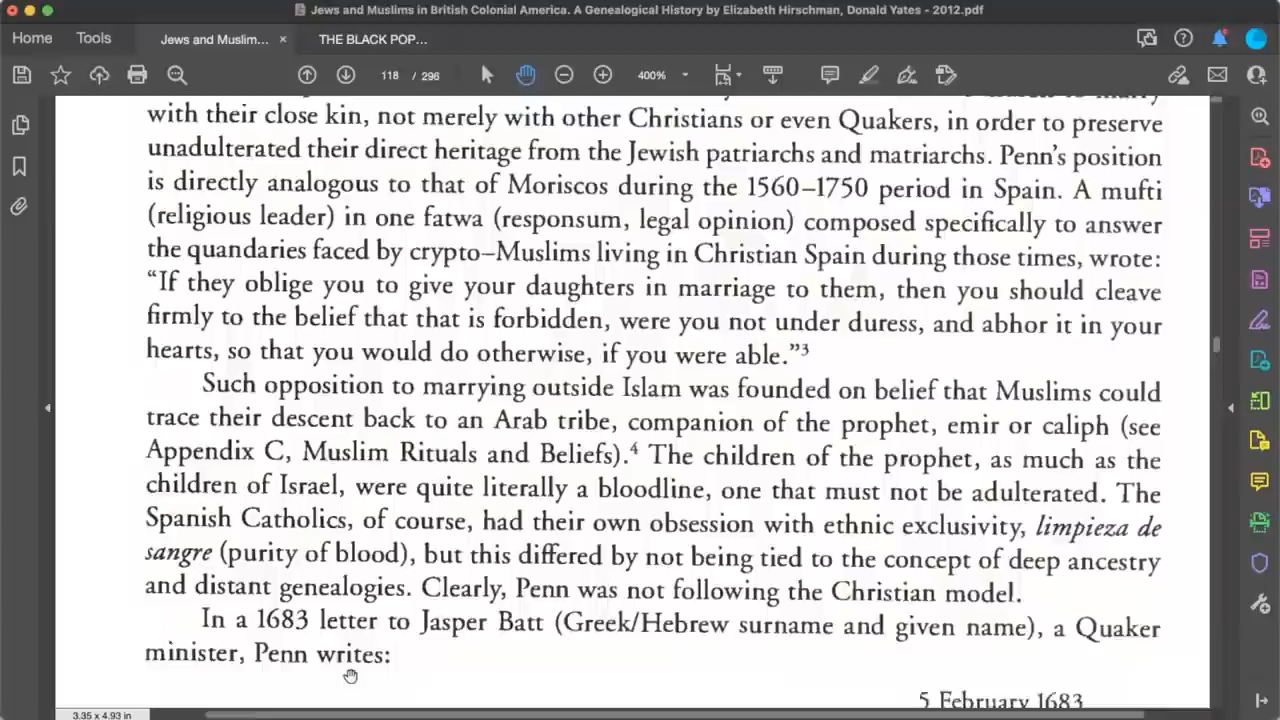 Jews and Muslims in British Colonial America. A Genealogical History by Elizabeth Hirschman, Donald Yates - 2012.pdf
Home Tools Jews and Muslim... × THE BLACK POP...
118 / 296 400%
with their close kin, not merely with other Christians or even Quakers, in order to preserve
unadulterated their direct heritage from the Jewish patriarchs and matriarchs. Penn's position
is directly analogous to that of Moriscos during the 1560–1750 period in Spain. A mufti
(religious leader) in one fatwa (responsum, legal opinion) composed specifically to answer
the quandaries faced by crypto–Muslims living in Christian Spain during those times, wrote:
“If they oblige you to give your daughters in marriage to them, then you should cleave
firmly to the belief that that is forbidden, were you not under duress, and abhor it in your
hearts, so that you would do otherwise, if you were able.”3
Such opposition to marrying outside Islam was founded on belief that Muslims could
trace their descent back to an Arab tribe, companion of the prophet, emir or caliph (see
Appendix C, Muslim Rituals and Beliefs).4 The children of the prophet, as much as the
children of Israel, were quite literally a bloodline, one that must not be adulterated. The
Spanish Catholics, of course, had their own obsession with ethnic exclusivity, limpieza de
sangre (purity of blood), but this differed by not being tied to the concept of deep ancestry
and distant genealogies. Clearly, Penn was not following the Christian model.
In a 1683 letter to Jasper Batt (Greek/Hebrew surname and given name), a Quaker
minister, Penn writes:
5 February 1683
3.35 x 4.93 in